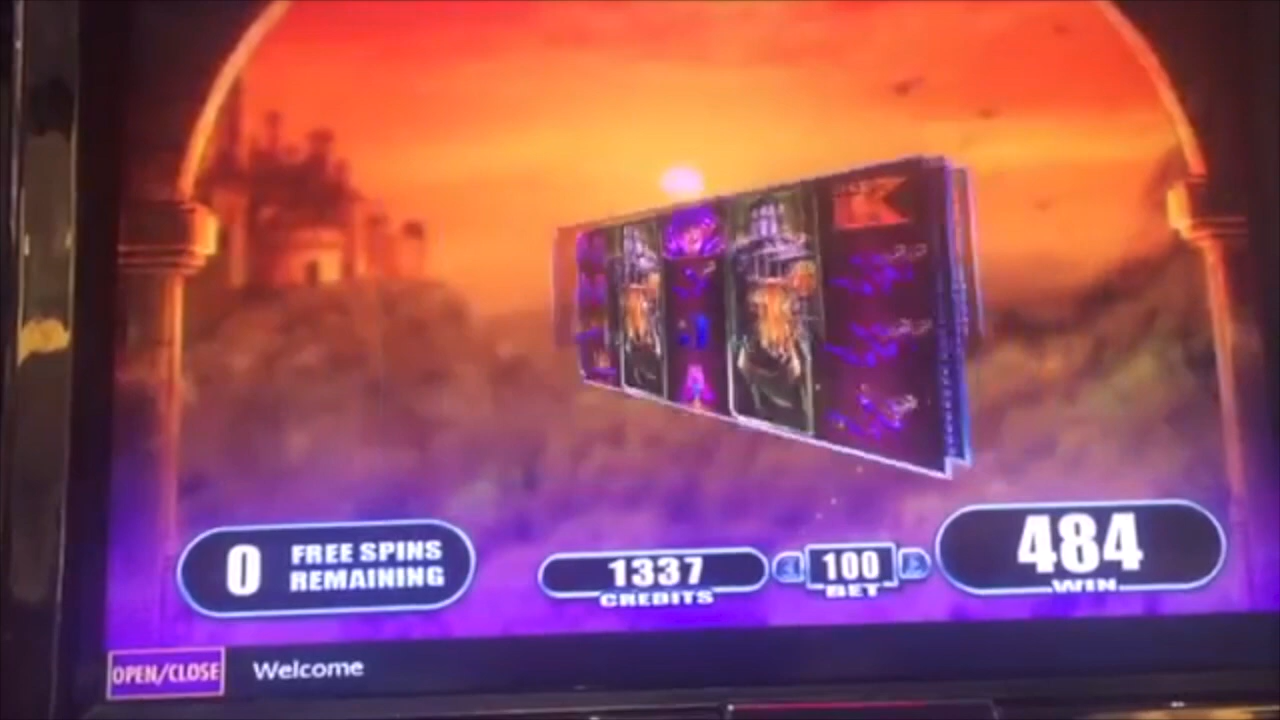 K
0
FREE SPINS
REMAINING
1337
CREDITS
100
BET
484
WIN
OPEN/CLOSE
Welcome